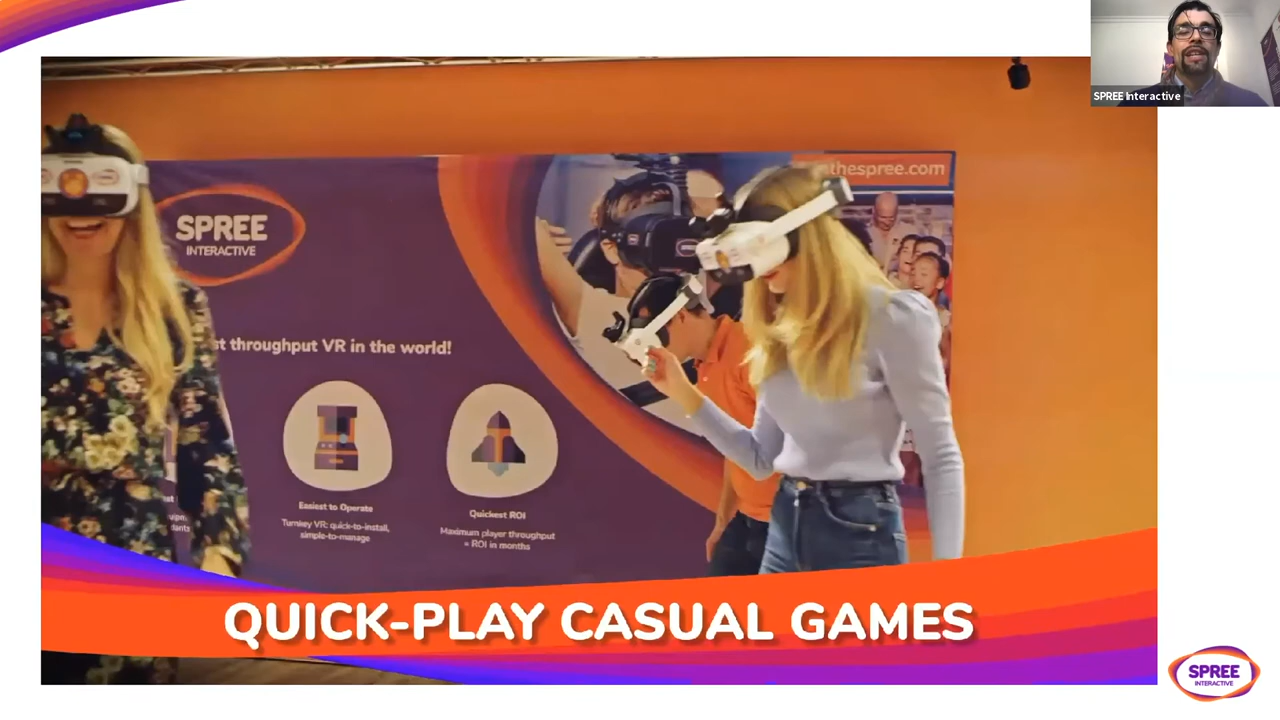 SPREE Interactive
thespree.com
SPREE
INTERACTIVE
throughput VR in the world!
Easiest to Operate
Turnkey VR: quick-to-install,
simple-to-manage
Quickest ROI
Maximum player throughput
= ROI in months
QUICK-PLAY CASUAL GAMES
SPREE
INTERACTIVE